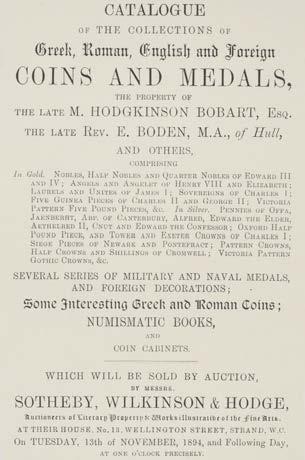 CATALOGUE
OF THE COLLECTIONS OF
Greek, Roman, English and Foreign
COINS AND MEDALS,
THE PROPERTY OF
THE LATE M. HODGKINSON BOBART, ESQ.
THE LATE REV. E. BODEN, M.A., of Hull,
AND OTHERS,
COMPRISING
In Gold. NOBLES, HALF NOBLES AND QUARTER NOBLES OF EDWARD III
AND IV; ANGELS AND ANGELET OF HENRY VIII AND ELIZABETH;
LAURELS AND UNITES OF JAMES I; SOVEREIGNS OF CHARLES I;
FIVE GUINEA PIECES OF CHARLES II AND GEORGE II; VICTORIA
PATTERN FIVE POUND PIECES, &c. In Silver. PENNIES OF OFFA,
JAENBERHT, ABP. OF CANTERBURY, ALFRED, EDWARD THE ELDER,
AETHELRED II, CNUT AND EDWARD THE CONFESSOR; OXFORD HALF
POUND PIECE, AND TOWER AND EXETER CROWNS OF CHARLES I;
SIEGE PIECES OF NEWARK AND PONTEFRACT; PATTERN CROWNS,
HALF CROWNS AND SHILLINGS OF CROMWELL; VICTORIA PATTERN
GOTHIC CROWNS, &c.
SEVERAL SERIES OF MILITARY AND NAVAL MEDALS,
AND FOREIGN DECORATIONS;
Some Interesting Greek and Roman Coins;
NUMISMATIC BOOKS,
AND
COIN CABINETS.
WHICH WILL BE SOLD BY AUCTION,
BY MESSRS.
SOTHEBY, WILKINSON & HODGE,
Auctioneers of Literary Property & Works illustrative of the Fine Arts,
AT THEIR HOUSE, No. 13, WELLINGTON STREET, STRAND, W.C.
On TUESDAY, 13th of NOVEMBER, 1894, and Following Day,
AT ONE O'CLOCK PRECISELY.